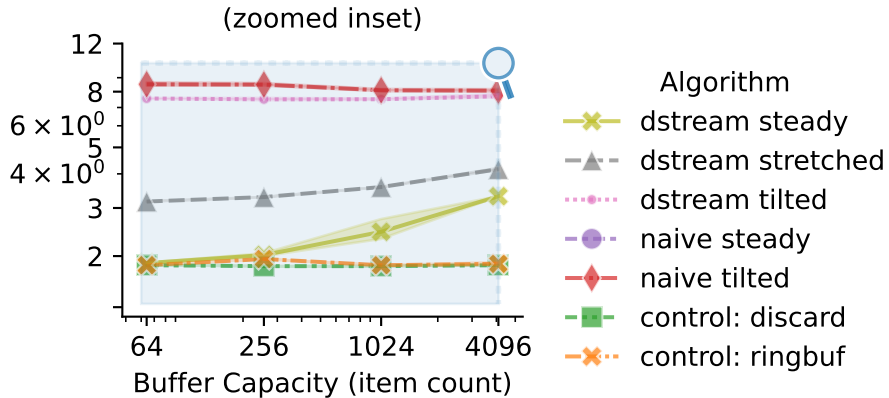 (zoomed inset)
12
8
6 × 10⁰
5
4 × 10⁰
3
2
64 256 1024 4096
Buffer Capacity (item count)
Algorithm
dstream steady
dstream stretched
dstream tilted
naive steady
naive tilted
control: discard
control: ringbuf